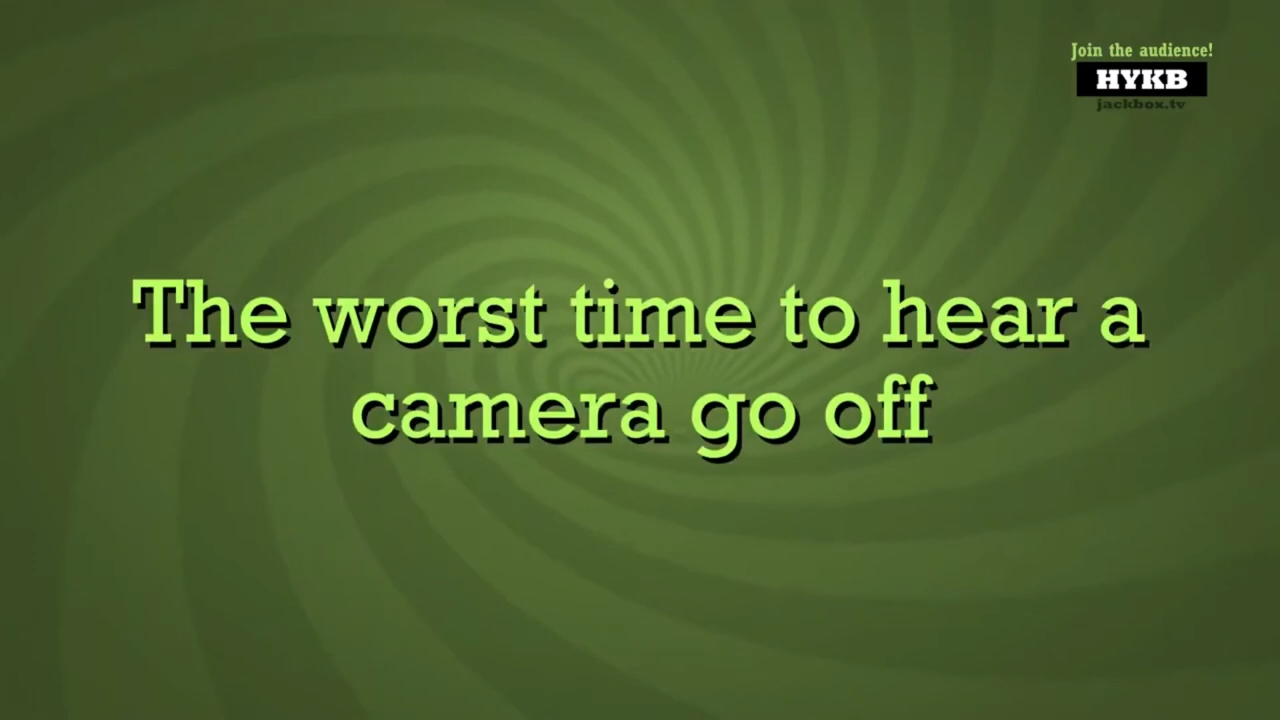 Join the audience!
HYKB
jackbox.tv
The worst time to hear a
camera go off